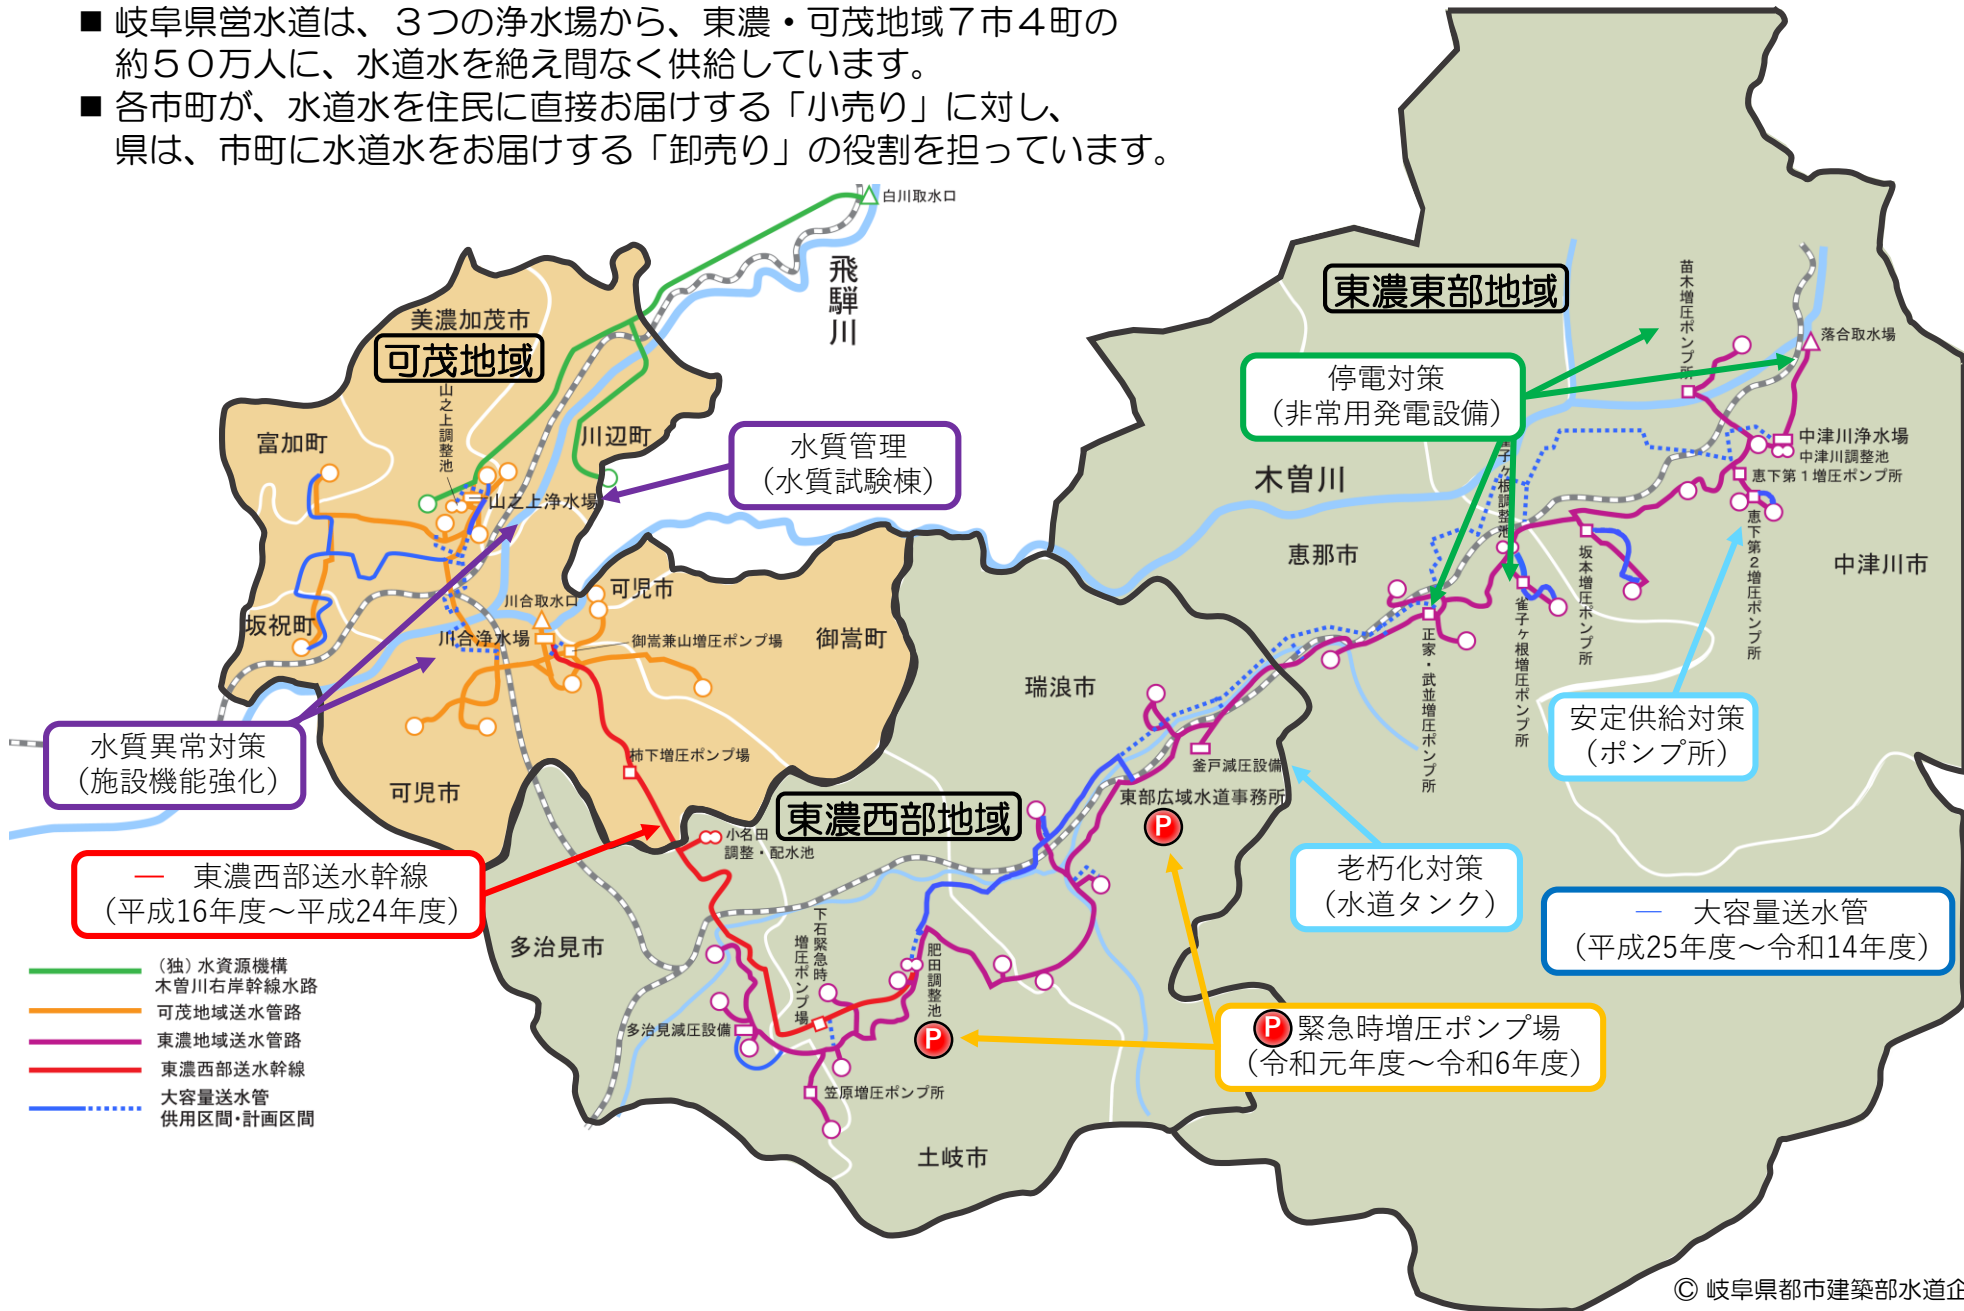 ■ 岐阜県営水道は、３つの浄水場から、東濃・可茂地域７市４町の
約５０万人に、水道水を絶え間なく供給しています。
■ 各市町が、水道水を住民に直接お届けする「小売り」に対し、
県は、市町に水道水をお届けする「卸売り」の役割を担っています。
白川取水口
飛騨川
美濃加茂市
可茂地域
山之上調整池
富加町
川辺町
山之上浄水場
水質管理
（水質試験棟）
坂祝町
川合取水口
可児市
川合浄水場
御嵩兼山増圧ポンプ場
御嵩町
水質異常対策
（施設機能強化）
可児市
柿下増圧ポンプ場
東濃東部地域
苗木増圧ポンプ所
落合取水場
停電対策
（非常用発電設備）
木曽川
子ヶ根調整池
中津川浄水場
中津川調整池
恵下第１増圧ポンプ所
恵下第２増圧ポンプ所
恵那市
坂本増圧ポンプ所
中津川市
雀子ヶ根増圧ポンプ所
正家・武並増圧ポンプ所
安定供給対策
（ポンプ所）
瑞浪市
釜戸減圧設備
東部広域水道事務所
P
東濃西部地域
小名田
調整・配水池
老朽化対策
（水道タンク）
― 東濃西部送水幹線
（平成16年度～平成24年度）
― 大容量送水管
（平成25年度～令和14年度）
多治見市
下石緊急時
増圧ポンプ場
肥田調整池
P
多治見減圧設備
笠原増圧ポンプ所
土岐市
P 緊急時増圧ポンプ場
（令和元年度～令和6年度）
（独）水資源機構
木曽川右岸幹線水路
可茂地域送水管路
東濃地域送水管路
東濃西部送水幹線
大容量送水管
供用区間・計画区間
© 岐阜県都市建築部水道企